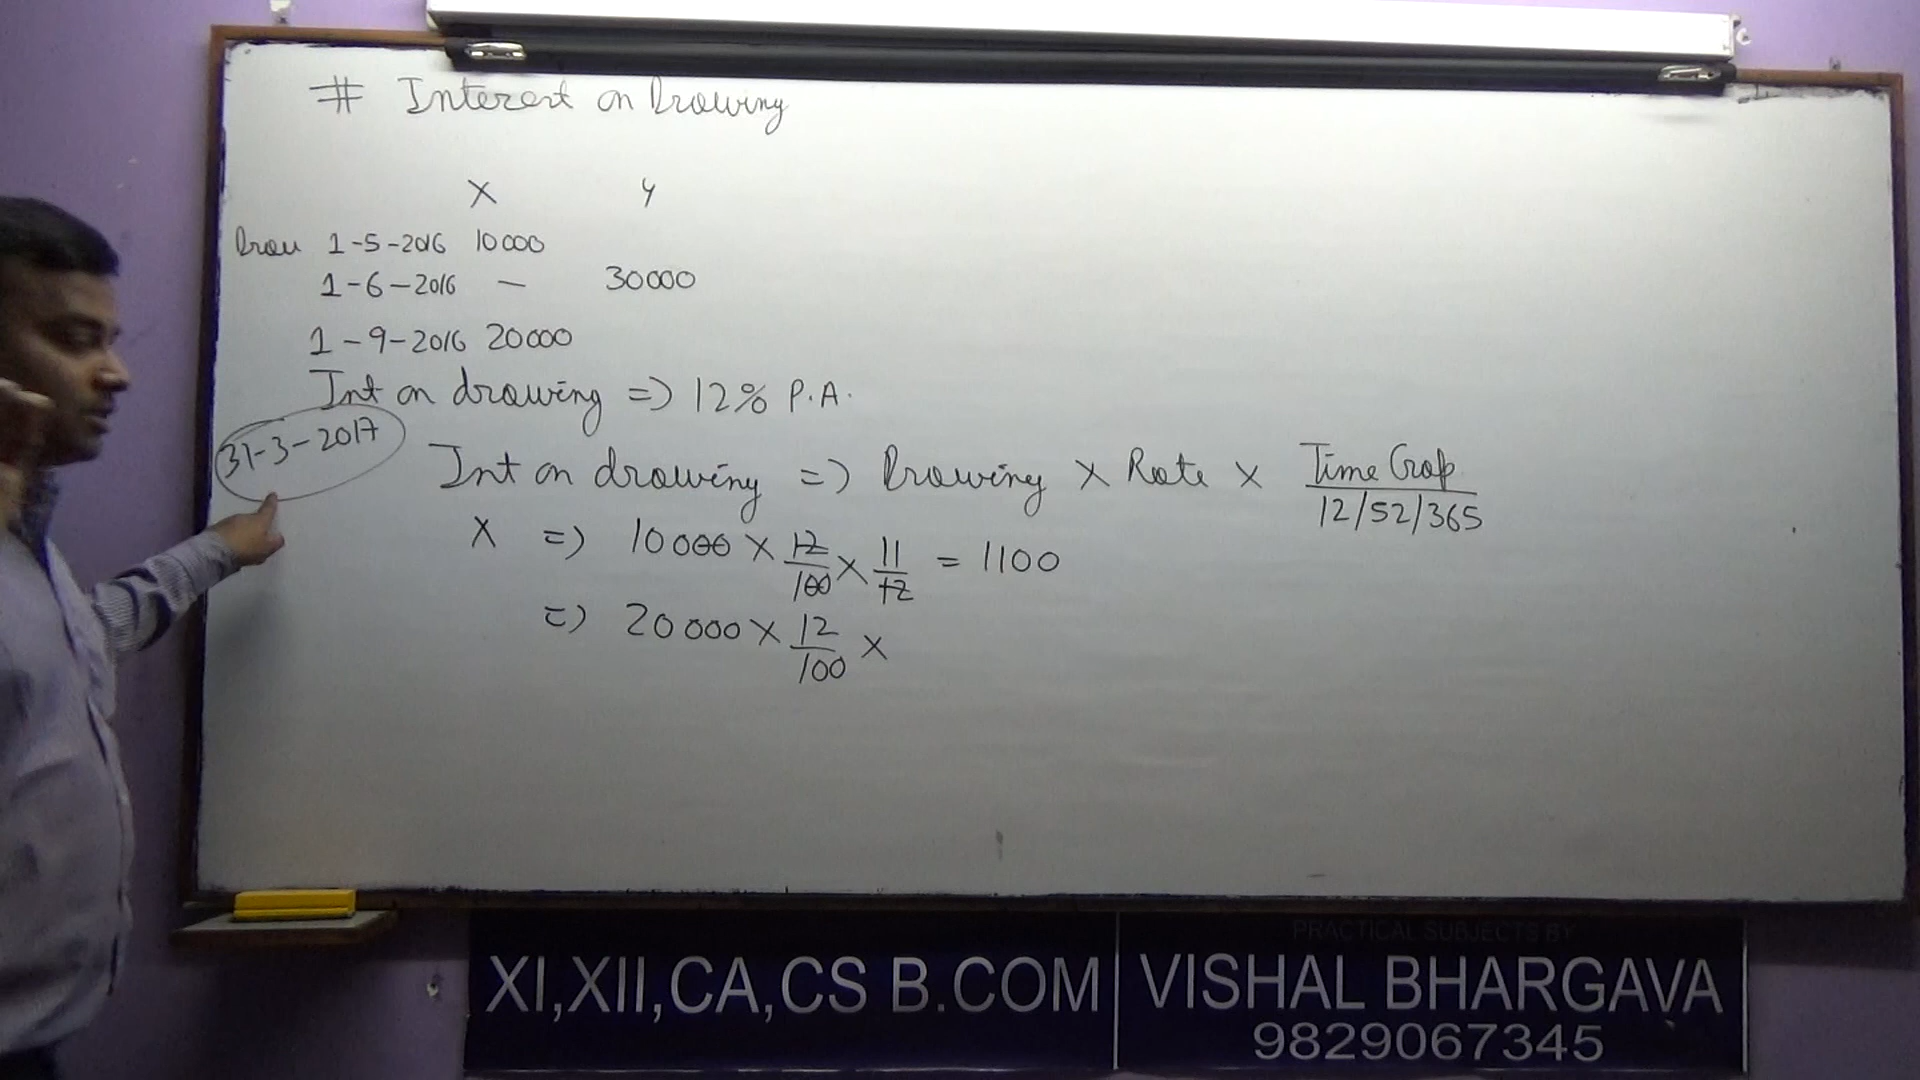 # Interest on Drawing
X Y
Draw 1-5-2016 10000
1-6-2016 — 30000
1-9-2016 20000
Int on drawing => 12% P.A.
31-3-2017
Int on drawing => Drawing × Rate × Time Gap / 12/52/365
X => 10000 × 12/100 × 11/12 = 1100
=> 20000 × 12/100 ×
PRACTICAL SUBJECTS BY
XI,XII,CA,CS B.COM VISHAL BHARGAVA
9829067345